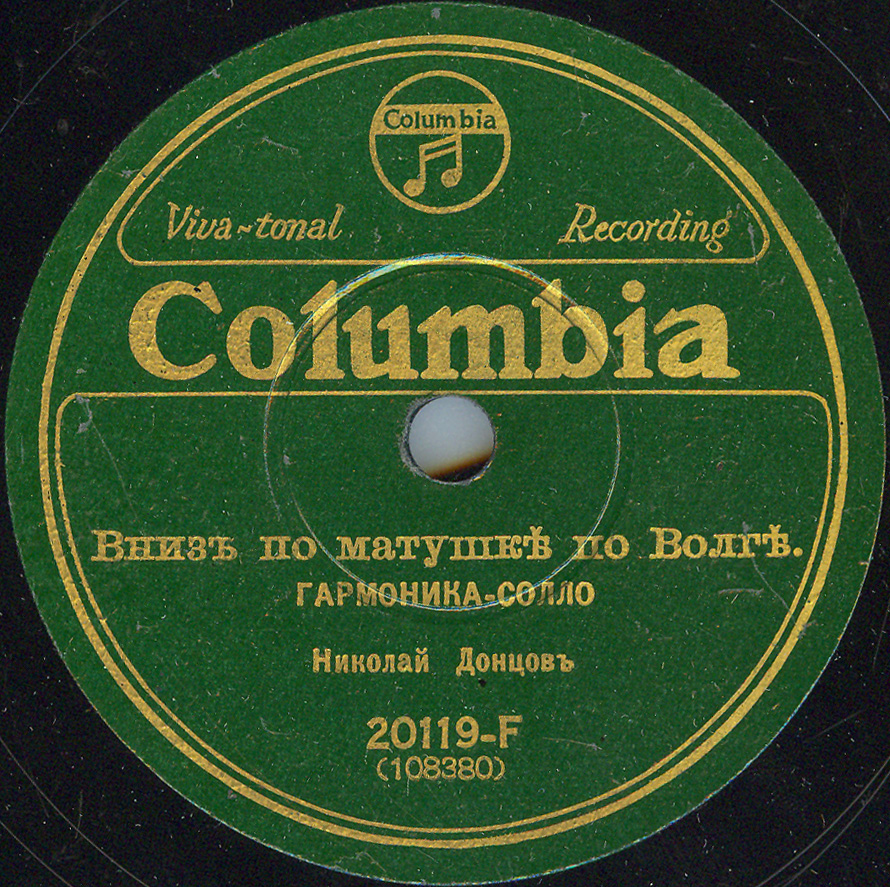 Columbia
Viva-tonal Recording
Columbia
Внизъ по матушкѣ по Волгѣ.
ГАРМОНИКА-СОЛЛО
Николай Донцовъ
20119-F
(108380)